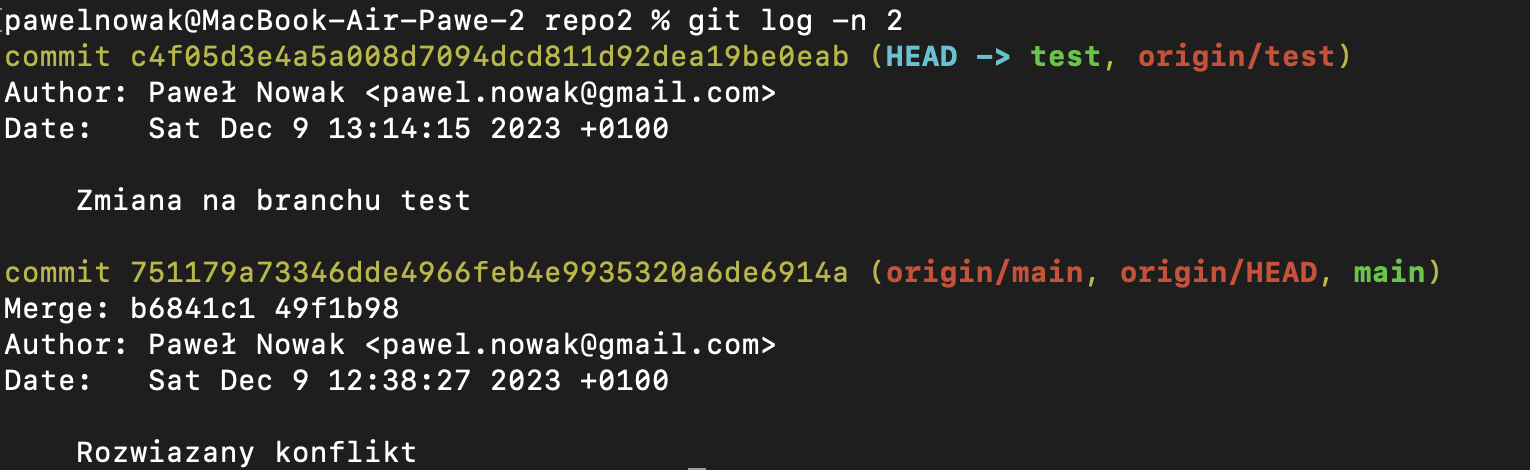 pawelnowak@MacBook-Air-Pawe-2 repo2 % git log -n 2
commit c4f05d3e4a5a008d7094dcd811d92dea19be0eab (HEAD -> test, origin/test)
Author: Paweł Nowak <pawel.nowak@gmail.com>
Date:   Sat Dec 9 13:14:15 2023 +0100
    Zmiana na branchu test
commit 751179a73346dde4966feb4e9935320a6de6914a (origin/main, origin/HEAD, main)
Merge: b6841c1 49f1b98
Author: Paweł Nowak <pawel.nowak@gmail.com>
Date:   Sat Dec 9 12:38:27 2023 +0100
    Rozwiazany konflikt